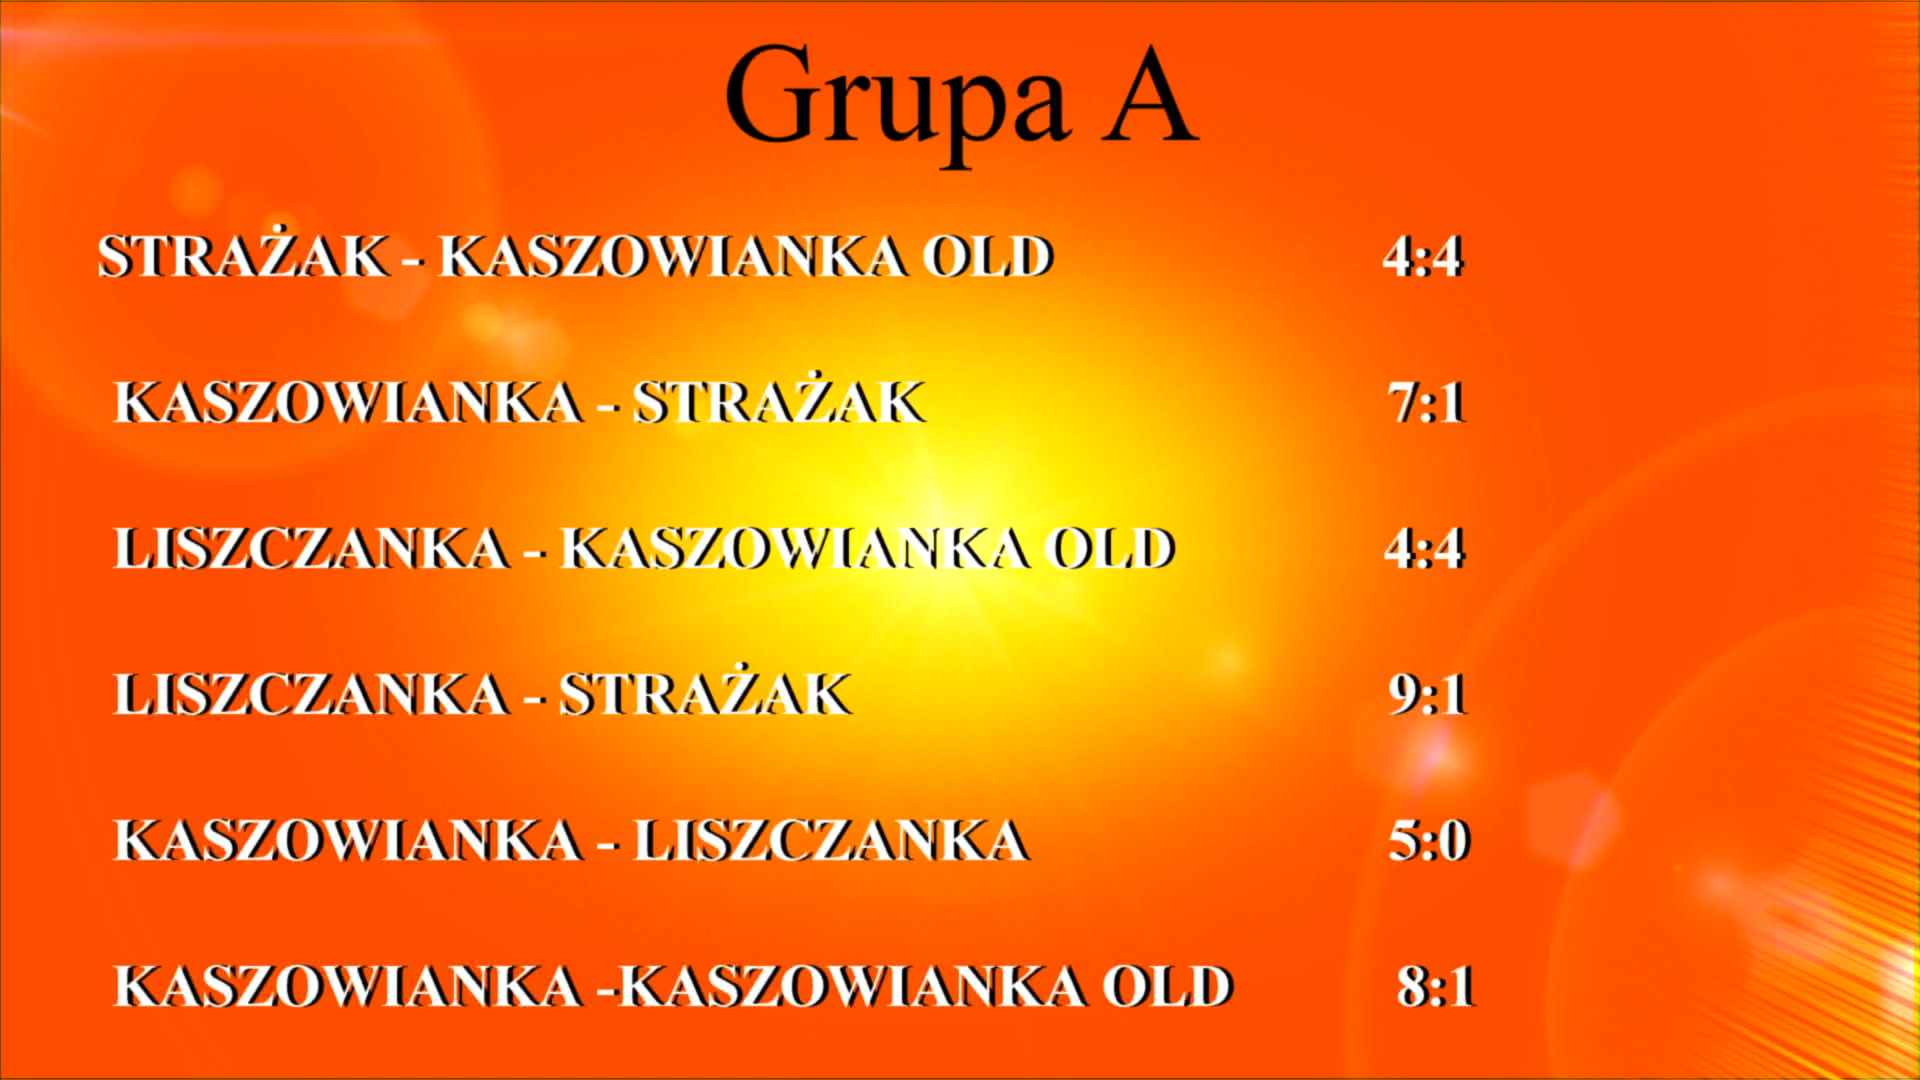 Grupa A
STRAŻAK - KASZOWIANKA OLD 4:4
KASZOWIANKA - STRAŻAK 7:1
LISZCZANKA - KASZOWIANKA OLD 4:4
LISZCZANKA - STRAŻAK 9:1
KASZOWIANKA - LISZCZANKA 5:0
KASZOWIANKA -KASZOWIANKA OLD 8:1